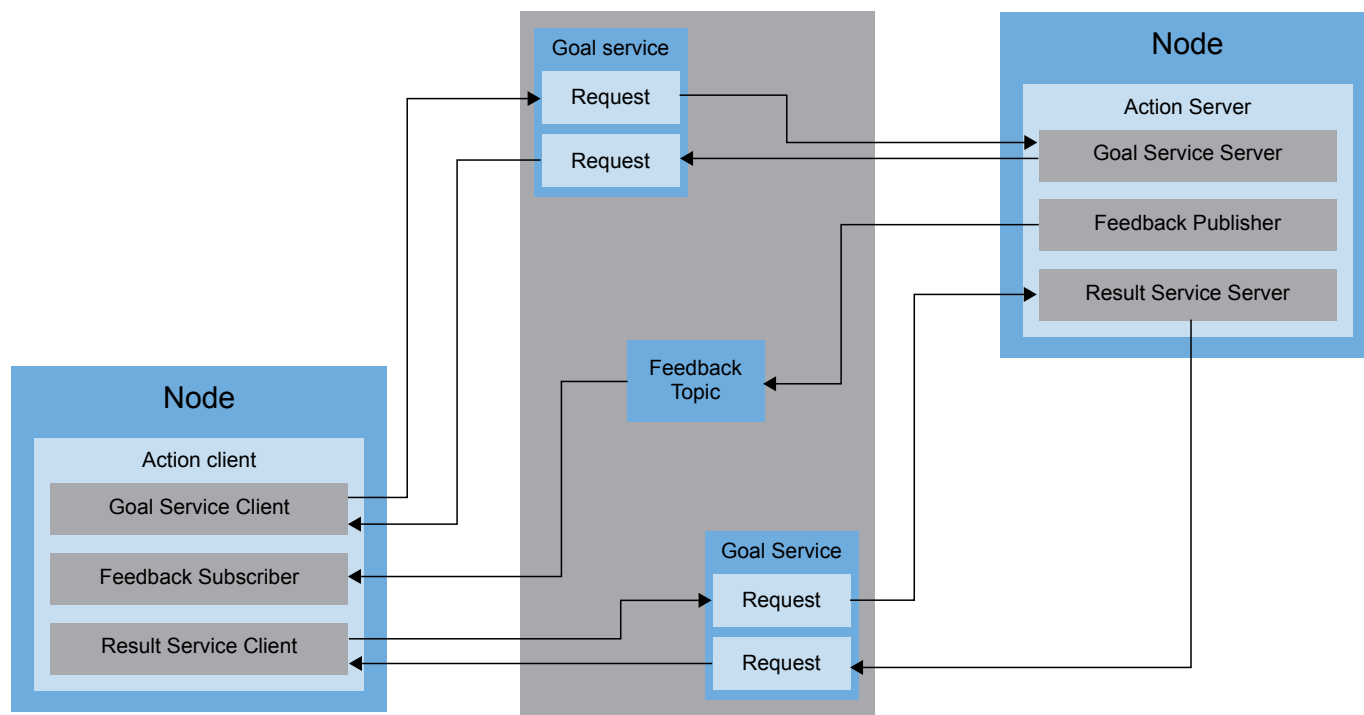 Goal service
Request
Request
Node
Action Server
Goal Service Server
Feedback Publisher
Result Service Server
Feedback
Topic
Node
Action client
Goal Service Client
Feedback Subscriber
Result Service Client
Goal Service
Request
Request